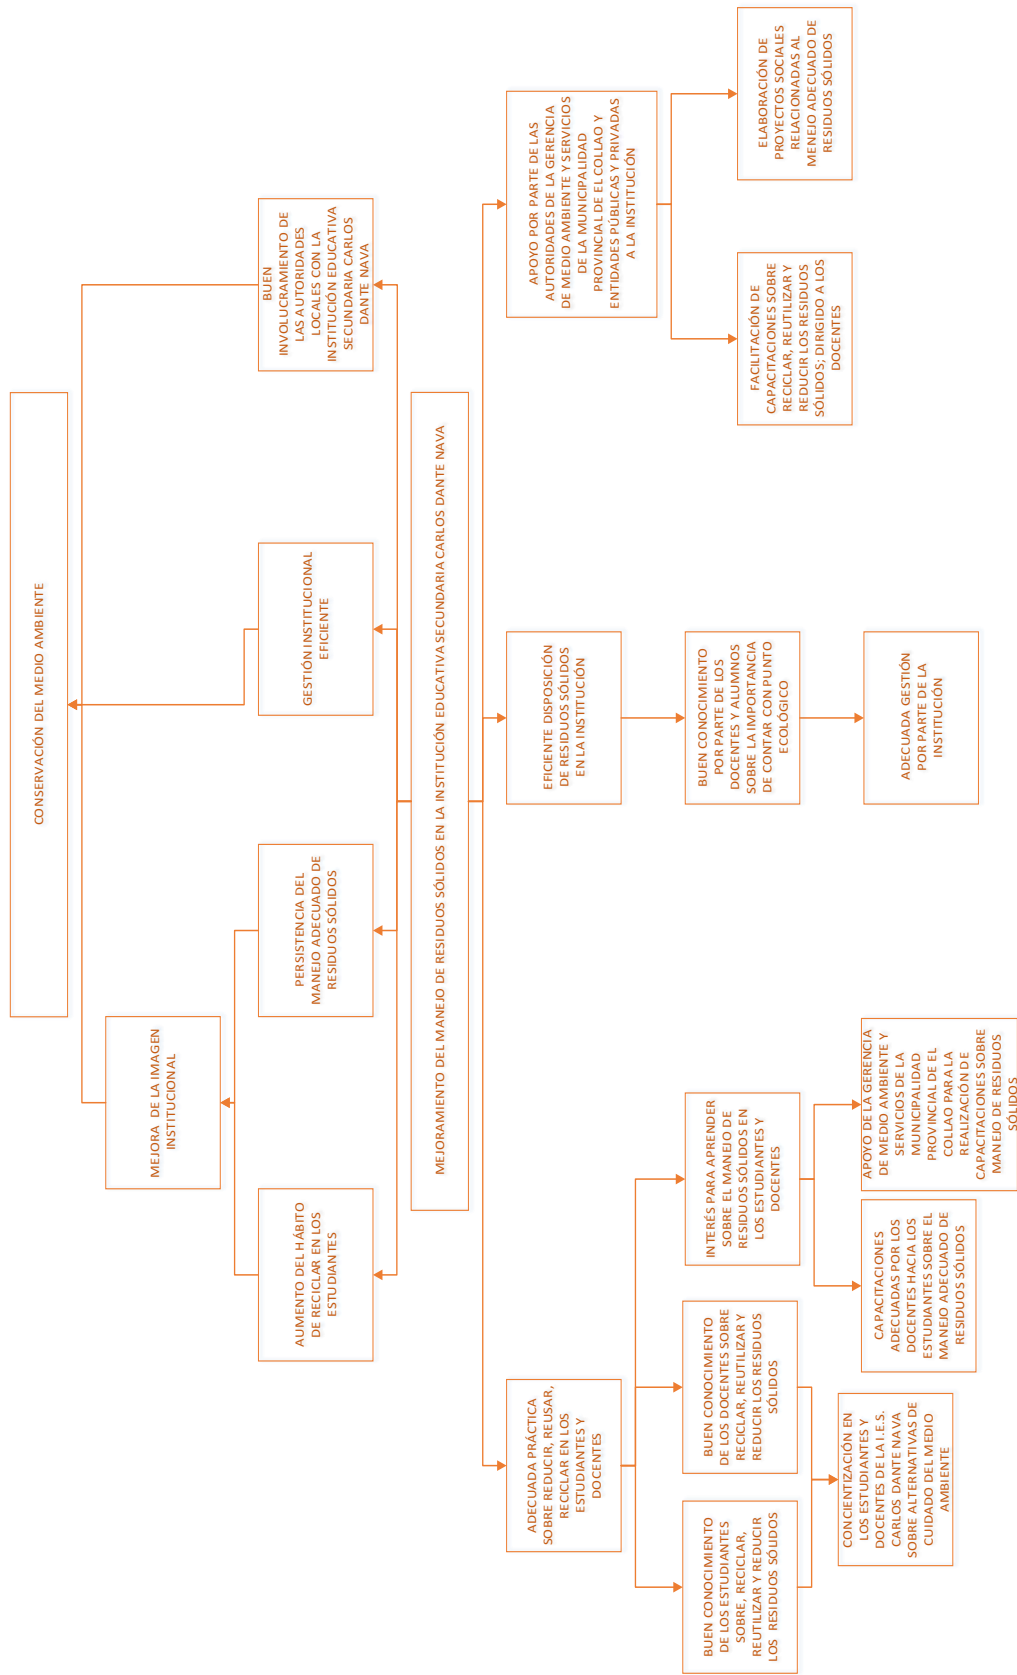 CONSERVACIÓN DEL MEDIO AMBIENTE
MEJORA DE LA IMAGEN
INSTITUCIONAL
AUMENTO DEL HÁBITO
DE RECICLAR EN LOS
ESTUDIANTES
PERSISTENCIA DEL
MANEJO ADECUADO DE
RESIDUOS SÓLIDOS
GESTIÓN INSTITUCIONAL
EFICIENTE
BUEN
INVOLUCRAMIENTO DE
LAS AUTORIDADES
LOCALES CON LA
INSTITUCIÓN EDUCATIVA
SECUNDARIA CARLOS
DANTE NAVA
MEJORAMIENTO DEL MANEJO DE RESIDUOS SÓLIDOS EN LA INSTITUCIÓN EDUCATIVA SECUNDARIA CARLOS DANTE NAVA
ADECUADA PRÁCTICA
SOBRE REDUCIR, REUSAR,
RECICLAR EN LOS
ESTUDIANTES Y
DOCENTES
EFICIENTE DISPOSICIÓN
DE RESIDUOS SÓLIDOS
EN LA INSTITUCIÓN
APOYO POR PARTE DE LAS
AUTORIDADES DE LA GERENCIA
DE MEDIO AMBIENTE Y SERVICIOS
DE LA MUNICIPALIDAD
PROVINCIAL DE EL COLLAO Y
ENTIDADES PÚBLICAS Y PRIVADAS
A LA INSTITUCIÓN
BUEN CONOCIMIENTO
DE LOS ESTUDIANTES
SOBRE, RECICLAR,
REUTILIZAR Y REDUCIR
LOS RESIDUOS SÓLIDOS
BUEN CONOCIMIENTO
DE LOS DOCENTES SOBRE
RECICLAR, REUTILIZAR Y
REDUCIR LOS RESIDUOS
SÓLIDOS
INTERÉS PARA APRENDER
SOBRE EL MANEJO DE
RESIDUOS SÓLIDOS EN
LOS ESTUDIANTES Y
DOCENTES
BUEN CONOCIMIENTO
POR PARTE DE LOS
DOCENTES Y ALUMNOS
SOBRE LA IMPORTANCIA
DE CONTAR CON PUNTO
ECOLÓGICO
FACILITACIÓN DE
CAPACITACIONES SOBRE
RECICLAR, REUTILIZAR Y
REDUCIR LOS RESIDUOS
SÓLIDOS; DIRIGIDO A LOS
DOCENTES
ELABORACIÓN DE
PROYECTOS SOCIALES
RELACIONADAS AL
MENEJO ADECUADO DE
RESIDUOS SÓLIDOS
CONCIENTIZACIÓN EN
LOS ESTUDIANTES Y
DOCENTES DE LA I.E.S.
CARLOS DANTE NAVA
SOBRE ALTERNATIVAS DE
CUIDADO DEL MEDIO
AMBIENTE
CAPACITACIONES
ADECUADAS POR LOS
DOCENTES HACIA LOS
ESTUDIANTES SOBRE EL
MANEJO ADECUADO DE
RESIDUOS SÓLIDOS
APOYO DE LA GERENCIA
DE MEDIO AMBIENTE Y
SERVICIOS DE LA
MUNICIPALIDAD
PROVINCIAL DE EL
COLLAO PARA LA
REALIZACIÓN DE
CAPACITACIONES SOBRE
MANEJO DE RESIDUOS
SÓLIDOS
ADECUADA GESTIÓN
POR PARTE DE LA
INSTITUCIÓN